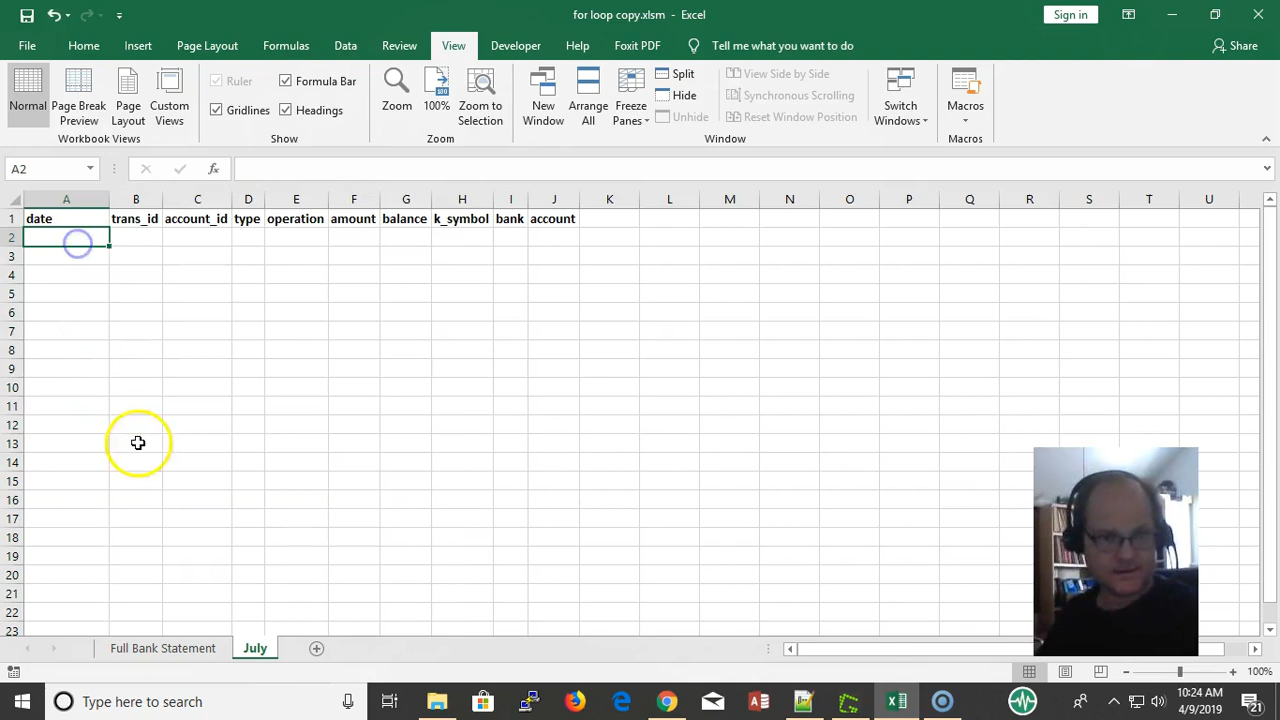 for loop copy.xlsm - Excel
Sign in
File Home Insert Page Layout Formulas Data Review View Developer Help Foxit PDF Tell me what you want to do Share
Normal
Page Break Preview
Page Layout
Custom Views
Workbook Views
Ruler
Formula Bar
Gridlines
Headings
Show
Zoom
100%
Zoom to Selection
Zoom
New Window
Arrange All
Freeze Panes
Split
Hide
Unhide
View Side by Side
Synchronous Scrolling
Reset Window Position
Window
Switch Windows
Macros
Macros
A2
fx
A B C D E F G H I J K L M N O P Q R S T U
1 date trans_id account_id type operation amount balance k_symbol bank account
2
3
4
5
6
7
8
9
10
11
12
13
14
15
16
17
18
19
20
21
22
23
Full Bank Statement July
100%
Type here to search
10:24 AM
4/9/2019
21